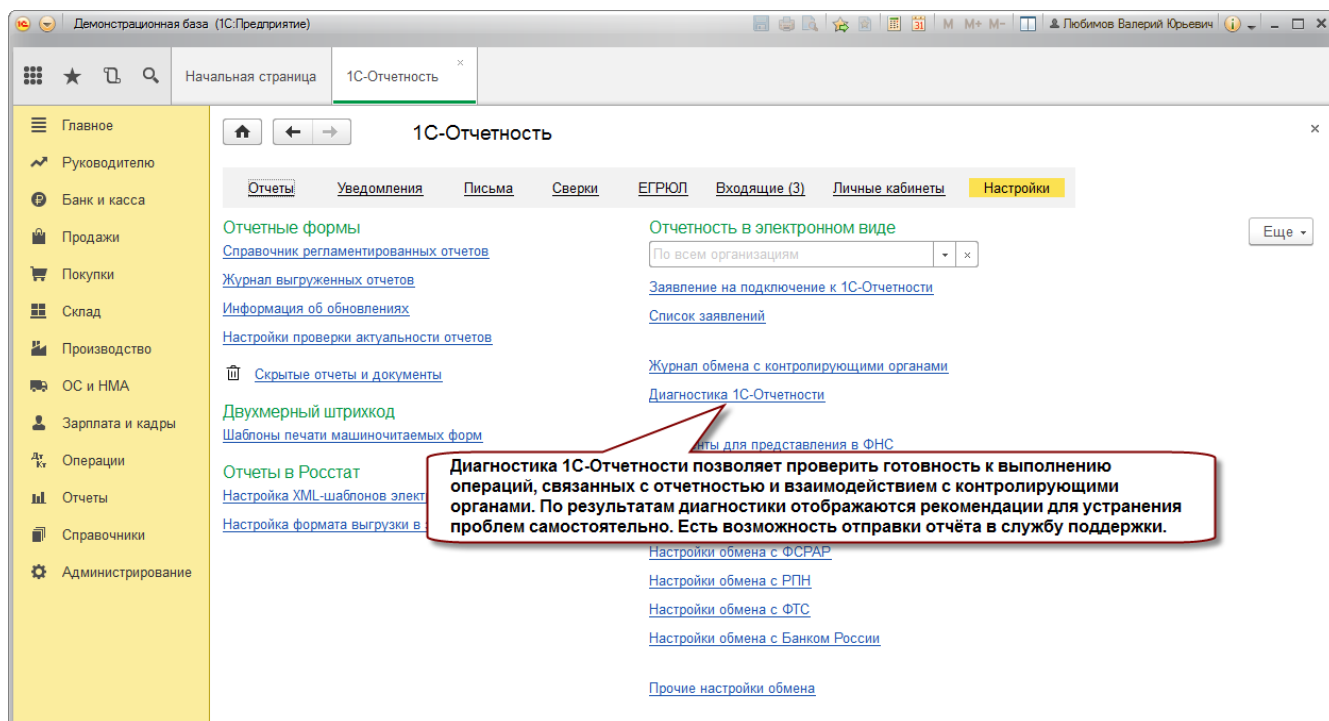 Демонстрационная база (1С:Предприятие)
M M+ M-
31
Любимов Валерий Юрьевич
Начальная страница
1С-Отчетность
Главное
Руководителю
Банк и касса
Продажи
Покупки
Склад
Производство
ОС и НМА
Зарплата и кадры
Операции
Отчеты
Справочники
Администрирование
1С-Отчетность
Отчеты Уведомления Письма Сверки ЕГРЮЛ Входящие (3) Личные кабинеты Настройки
Еще
Отчетные формы
Справочник регламентированных отчетов
Журнал выгруженных отчетов
Информация об обновлениях
Настройки проверки актуальности отчетов
Скрытые отчеты и документы
Двухмерный штрихкод
Шаблоны печати машиночитаемых форм
Отчеты в Росстат
Настройка XML-шаблонов
Настройка формата выгрузки в
Отчетность в электронном виде
По всем организациям
Заявление на подключение к 1С-Отчетности
Список заявлений
Журнал обмена с контролирующими органами
Диагностика 1С-Отчетности
для представления в ФНС
Диагностика 1С-Отчетности позволяет проверить готовность к выполнению
операций, связанных с отчетностью и взаимодействием с контролирующими
органами. По результатам диагностики отображаются рекомендации для устранения
проблем самостоятельно. Есть возможность отправки отчёта в службу поддержки.
Настройки обмена с ФСРАР
Настройки обмена с РПН
Настройки обмена с ФТС
Настройки обмена с Банком России
Прочие настройки обмена